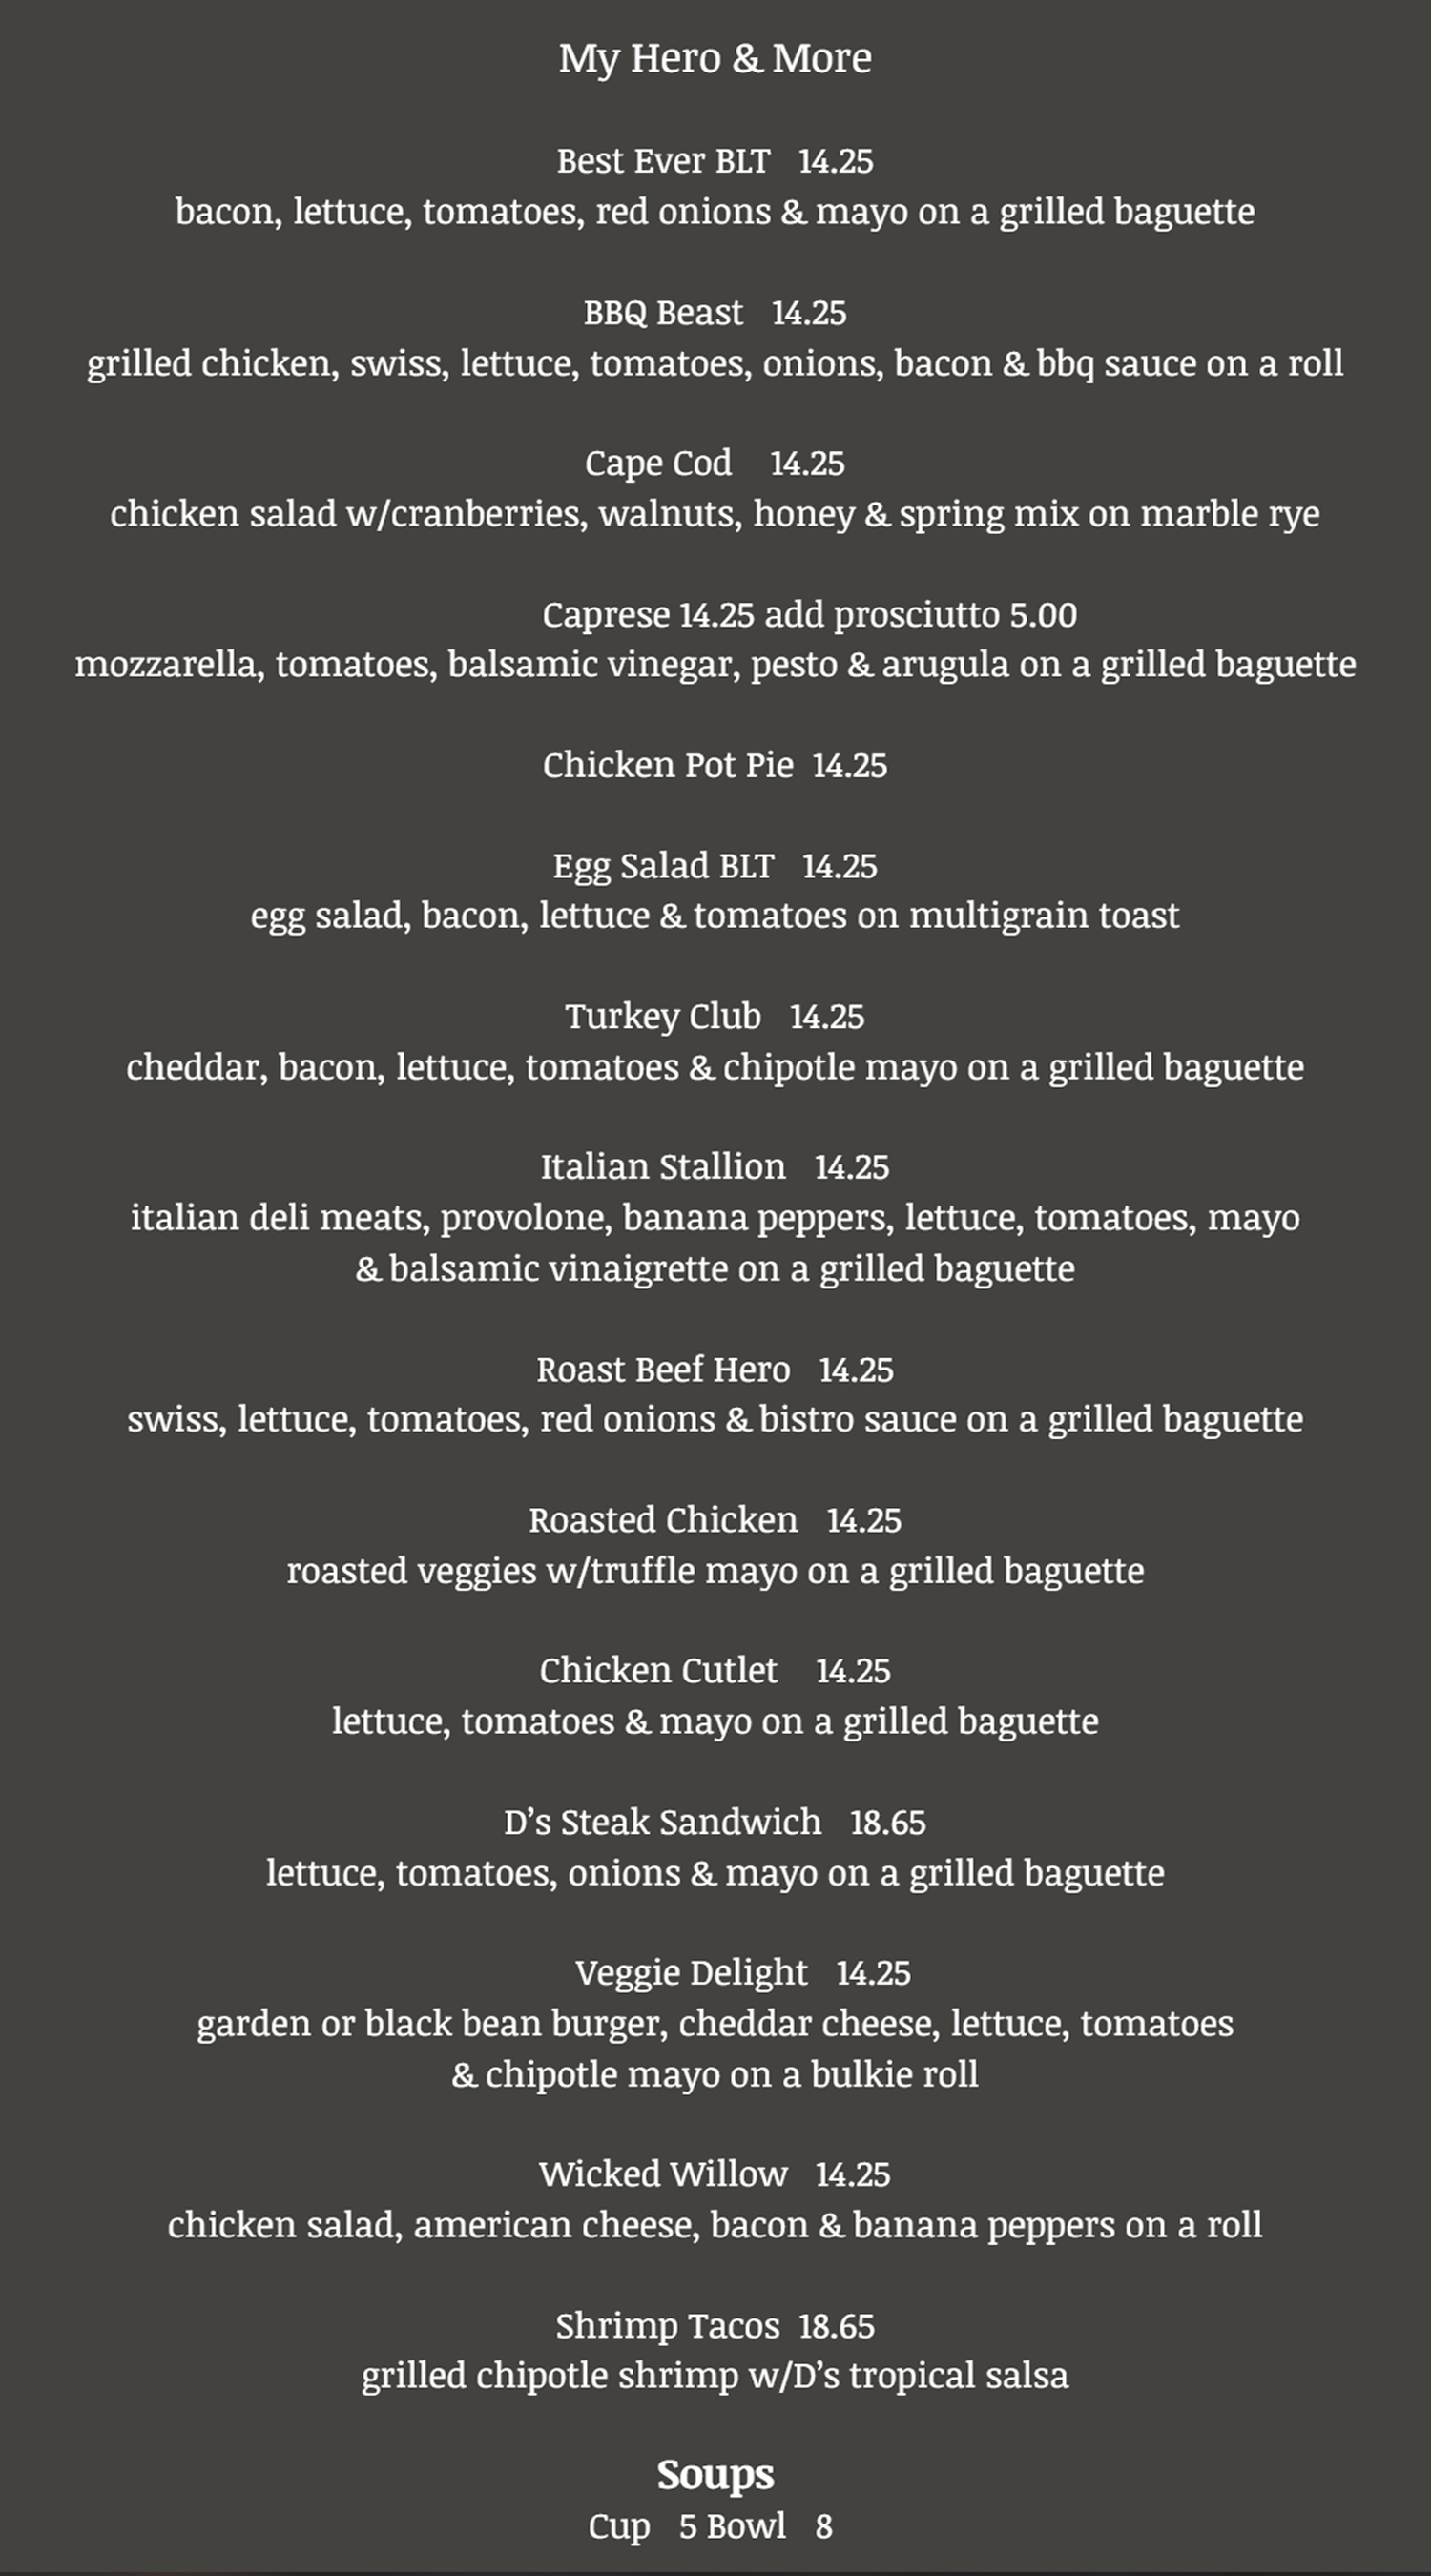 My Hero & More
Best Ever BLT 14.25
bacon, lettuce, tomatoes, red onions & mayo on a grilled baguette
BBQ Beast 14.25
grilled chicken, swiss, lettuce, tomatoes, onions, bacon & bbq sauce on a roll
Cape Cod 14.25
chicken salad w/cranberries, walnuts, honey & spring mix on marble rye
Caprese 14.25 add prosciutto 5.00
mozzarella, tomatoes, balsamic vinegar, pesto & arugula on a grilled baguette
Chicken Pot Pie 14.25
Egg Salad BLT 14.25
egg salad, bacon, lettuce & tomatoes on multigrain toast
Turkey Club 14.25
cheddar, bacon, lettuce, tomatoes & chipotle mayo on a grilled baguette
Italian Stallion 14.25
italian deli meats, provolone, banana peppers, lettuce, tomatoes, mayo
& balsamic vinaigrette on a grilled baguette
Roast Beef Hero 14.25
swiss, lettuce, tomatoes, red onions & bistro sauce on a grilled baguette
Roasted Chicken 14.25
roasted veggies w/truffle mayo on a grilled baguette
Chicken Cutlet 14.25
lettuce, tomatoes & mayo on a grilled baguette
D’s Steak Sandwich 18.65
lettuce, tomatoes, onions & mayo on a grilled baguette
Veggie Delight 14.25
garden or black bean burger, cheddar cheese, lettuce, tomatoes
& chipotle mayo on a bulkie roll
Wicked Willow 14.25
chicken salad, american cheese, bacon & banana peppers on a roll
Shrimp Tacos 18.65
grilled chipotle shrimp w/D’s tropical salsa
Soups
Cup 5 Bowl 8